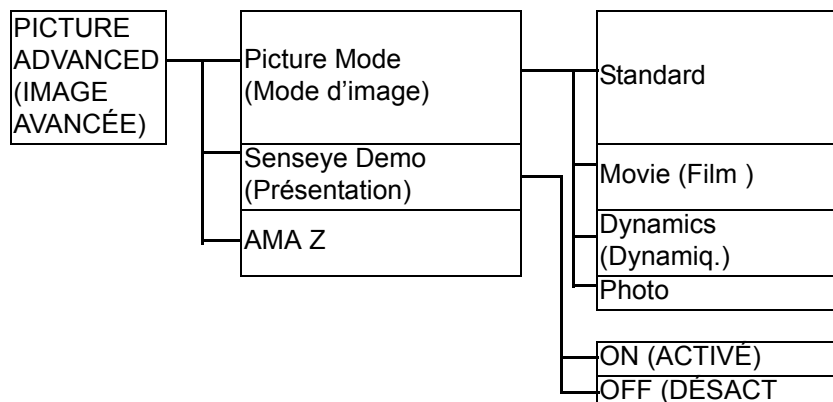 PICTURE
ADVANCED
(IMAGE
AVANCÉE)
Picture Mode
(Mode d’image)
Senseye Demo
(Présentation)
AMA Z
Standard
Movie (Film )
Dynamics
(Dynamiq.)
Photo
ON (ACTIVÉ)
OFF (DÉSACT